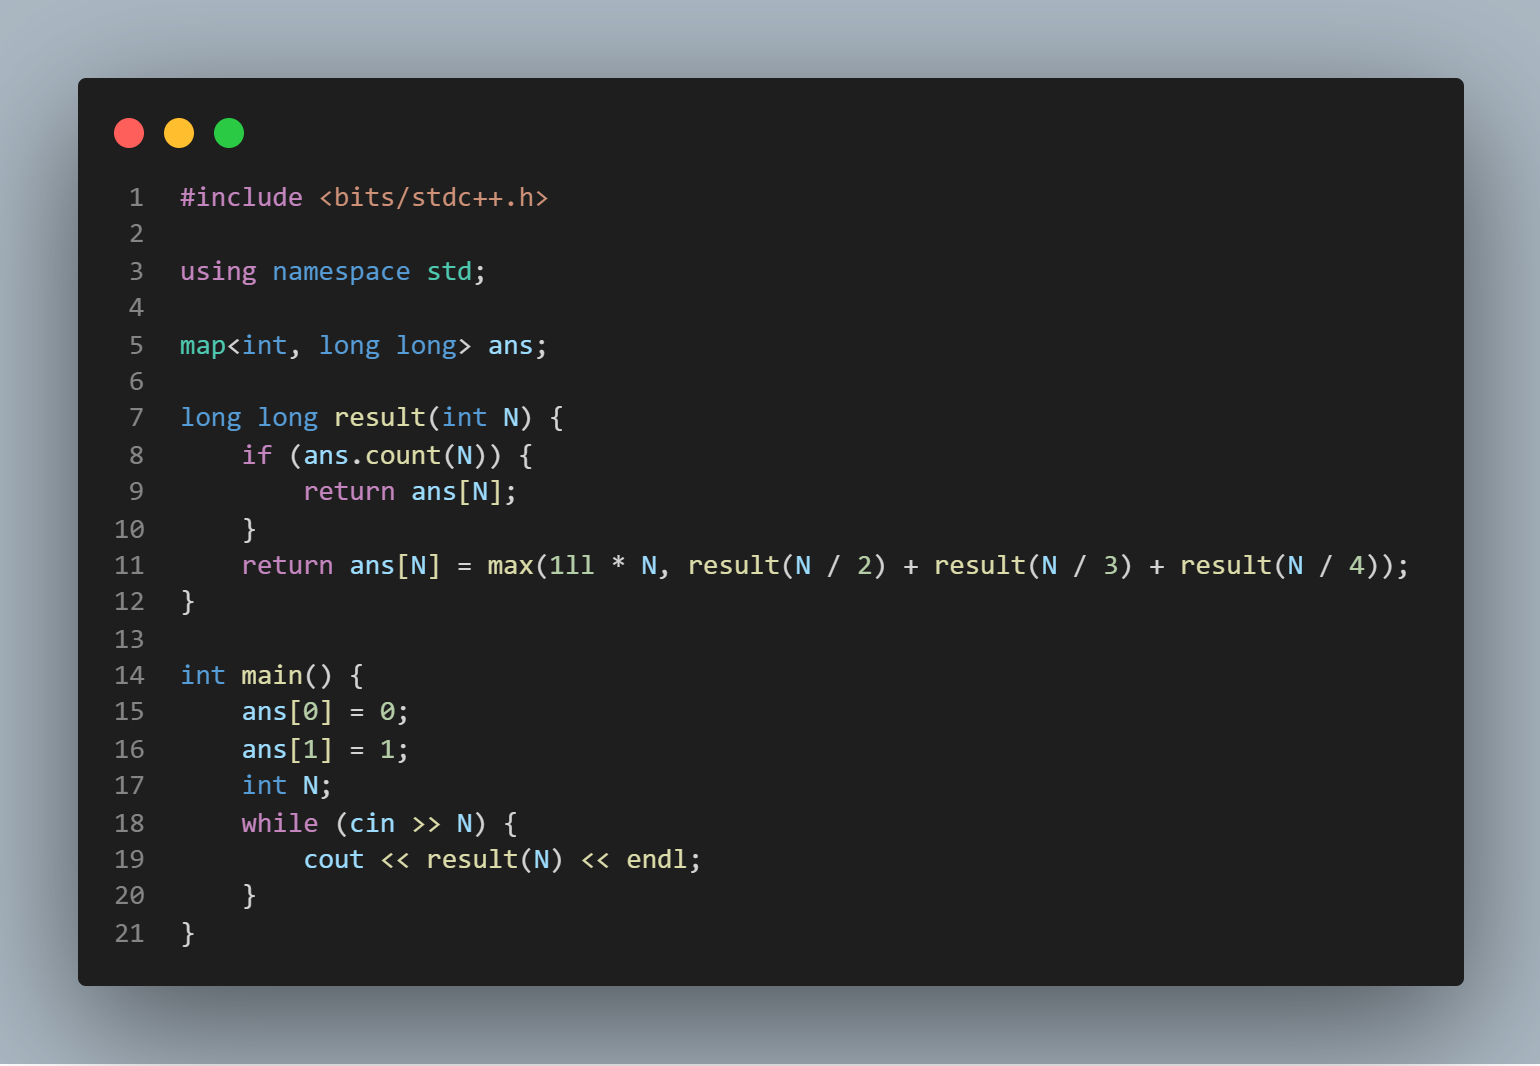 1 #include <bits/stdc++.h>
2
3 using namespace std;
4
5 map<int, long long> ans;
6
7 long long result(int N) {
8     if (ans.count(N)) {
9         return ans[N];
10     }
11     return ans[N] = max(1ll * N, result(N / 2) + result(N / 3) + result(N / 4));
12 }
13
14 int main() {
15     ans[0] = 0;
16     ans[1] = 1;
17     int N;
18     while (cin >> N) {
19         cout << result(N) << endl;
20     }
21 }